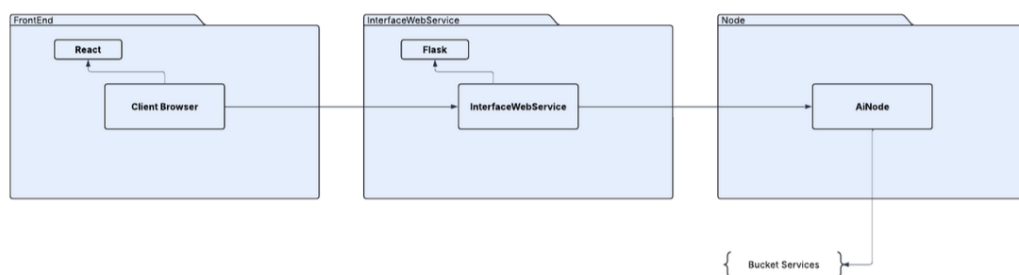 FrontEnd
InterfaceWebService
Node
React
Flask
Client Browser
InterfaceWebService
AiNode
{ Bucket Services }